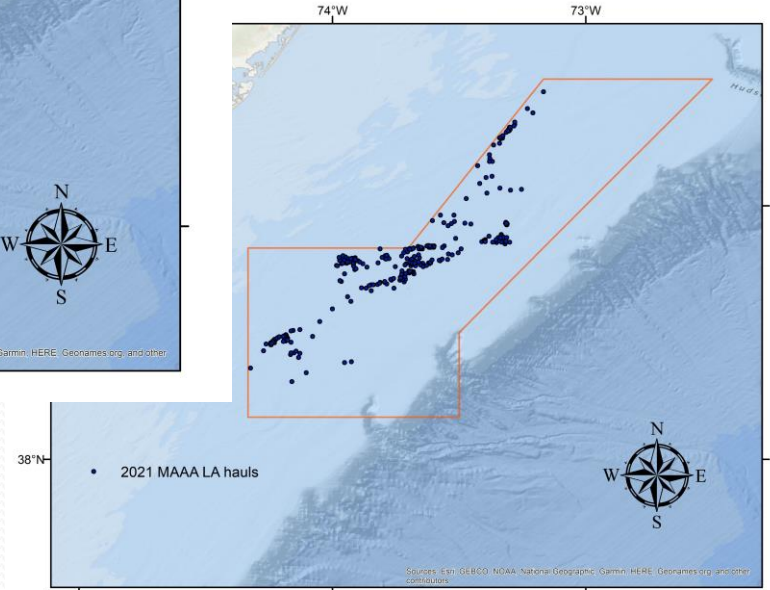 74°W
73°W
Huds
N
W
E
S
Garmin, HERE, Geonames.org, and other
38°N
2021 MAAA LA hauls
N
W
E
S
Sources: Esri, GEBCO, NOAA, National Geographic, Garmin, HERE, Geonames.org, and other
contributors